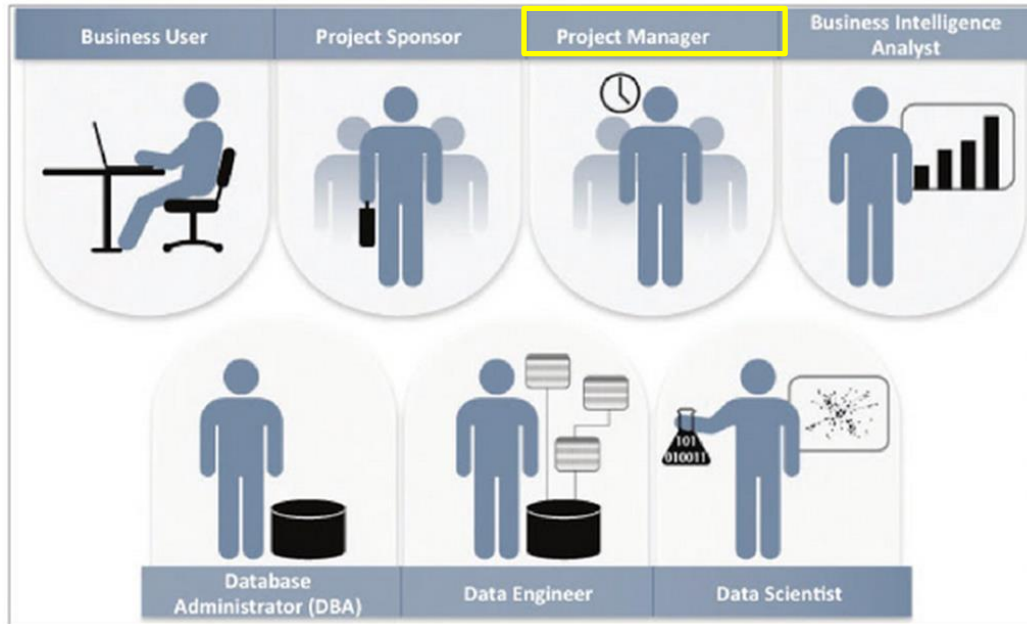 Business User
Project Sponsor
Project Manager
Business Intelligence
Analyst
101
010011
Database
Administrator (DBA)
Data Engineer
Data Scientist